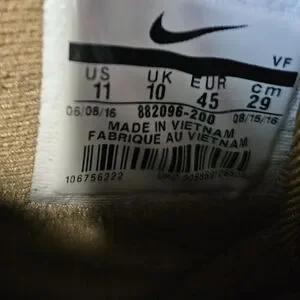 VF
US UK EUR cm
11 10 45 29
06/08/16 882096-200 08/15/16
MADE IN VIETNAM
FABRIQUE AU VIETNAM
106756222